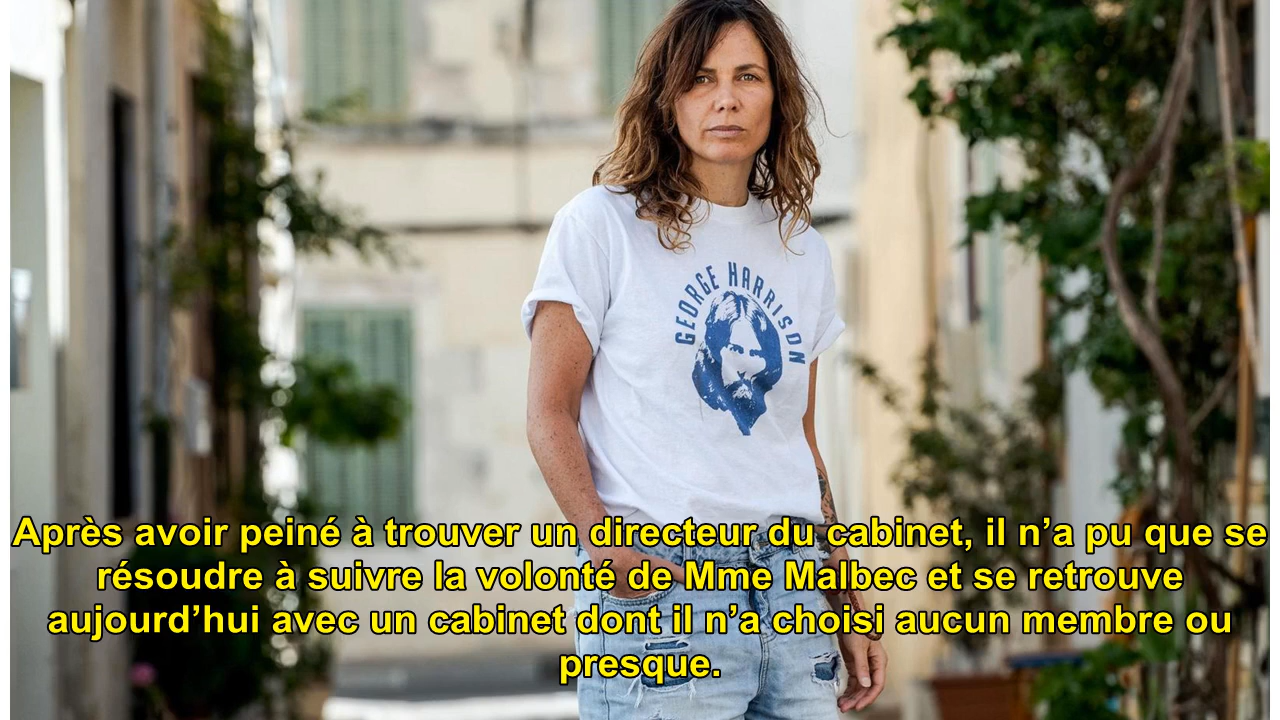 GEORGE HARRISON
Après avoir peiné à trouver un directeur du cabinet, il n’a pu que se
résoudre à suivre la volonté de Mme Malbec et se retrouve
aujourd’hui avec un cabinet dont il n’a choisi aucun membre ou
presque.